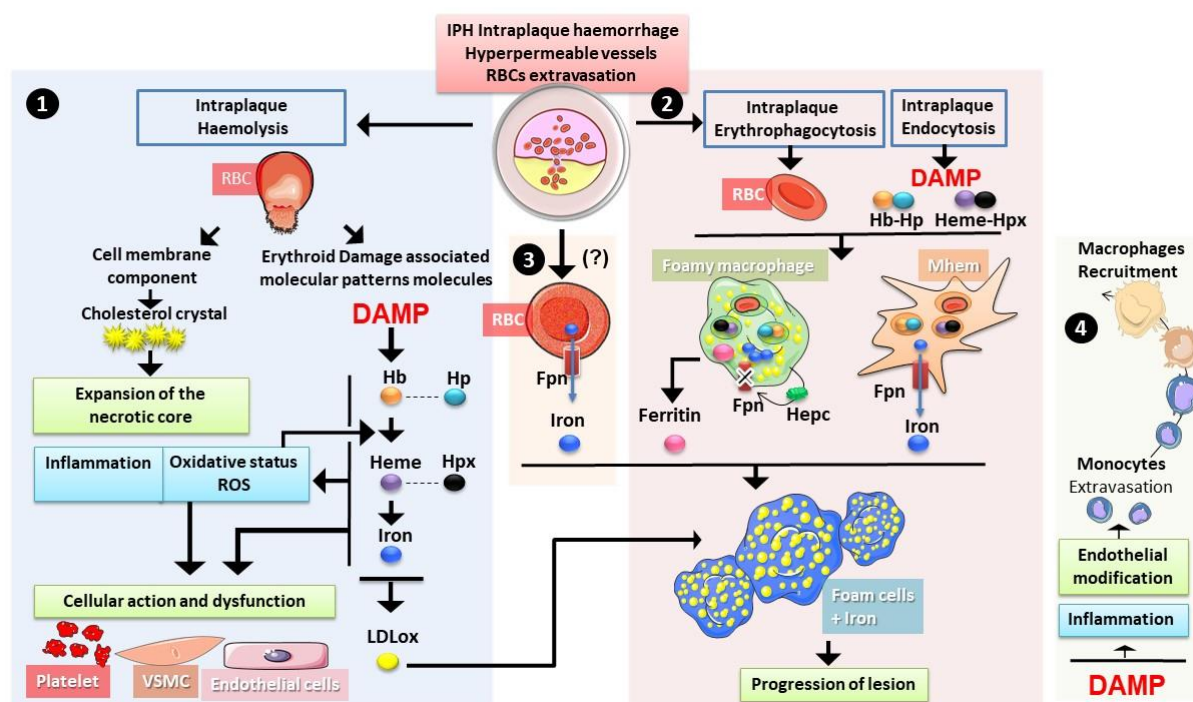 IPH Intraplaque haemorrhage
Hyperpermeable vessels
RBCs extravasation
1
Intraplaque
Haemolysis
RBC
Cell membrane
component
Cholesterol crystal
Expansion of the
necrotic core
Erythroid Damage associated
molecular patterns molecules
DAMP
Hb
Hp
Heme
Hpx
Iron
LDLox
Inflammation
Oxidative status
ROS
Cellular action and dysfunction
Platelet
VSMC
Endothelial cells
2
Intraplaque
Erythrophagocytosis
Intraplaque
Endocytosis
RBC
DAMP
Hb-Hp
Heme-Hpx
Foamy macrophage
Mhem
Ferritin
Fpn
Hepc
Fpn
Iron
3
(?)
RBC
Fpn
Iron
Foam cells
+ Iron
Progression of lesion
4
Macrophages
Recruitment
Monocytes
Extravasation
Endothelial
modification
Inflammation
DAMP